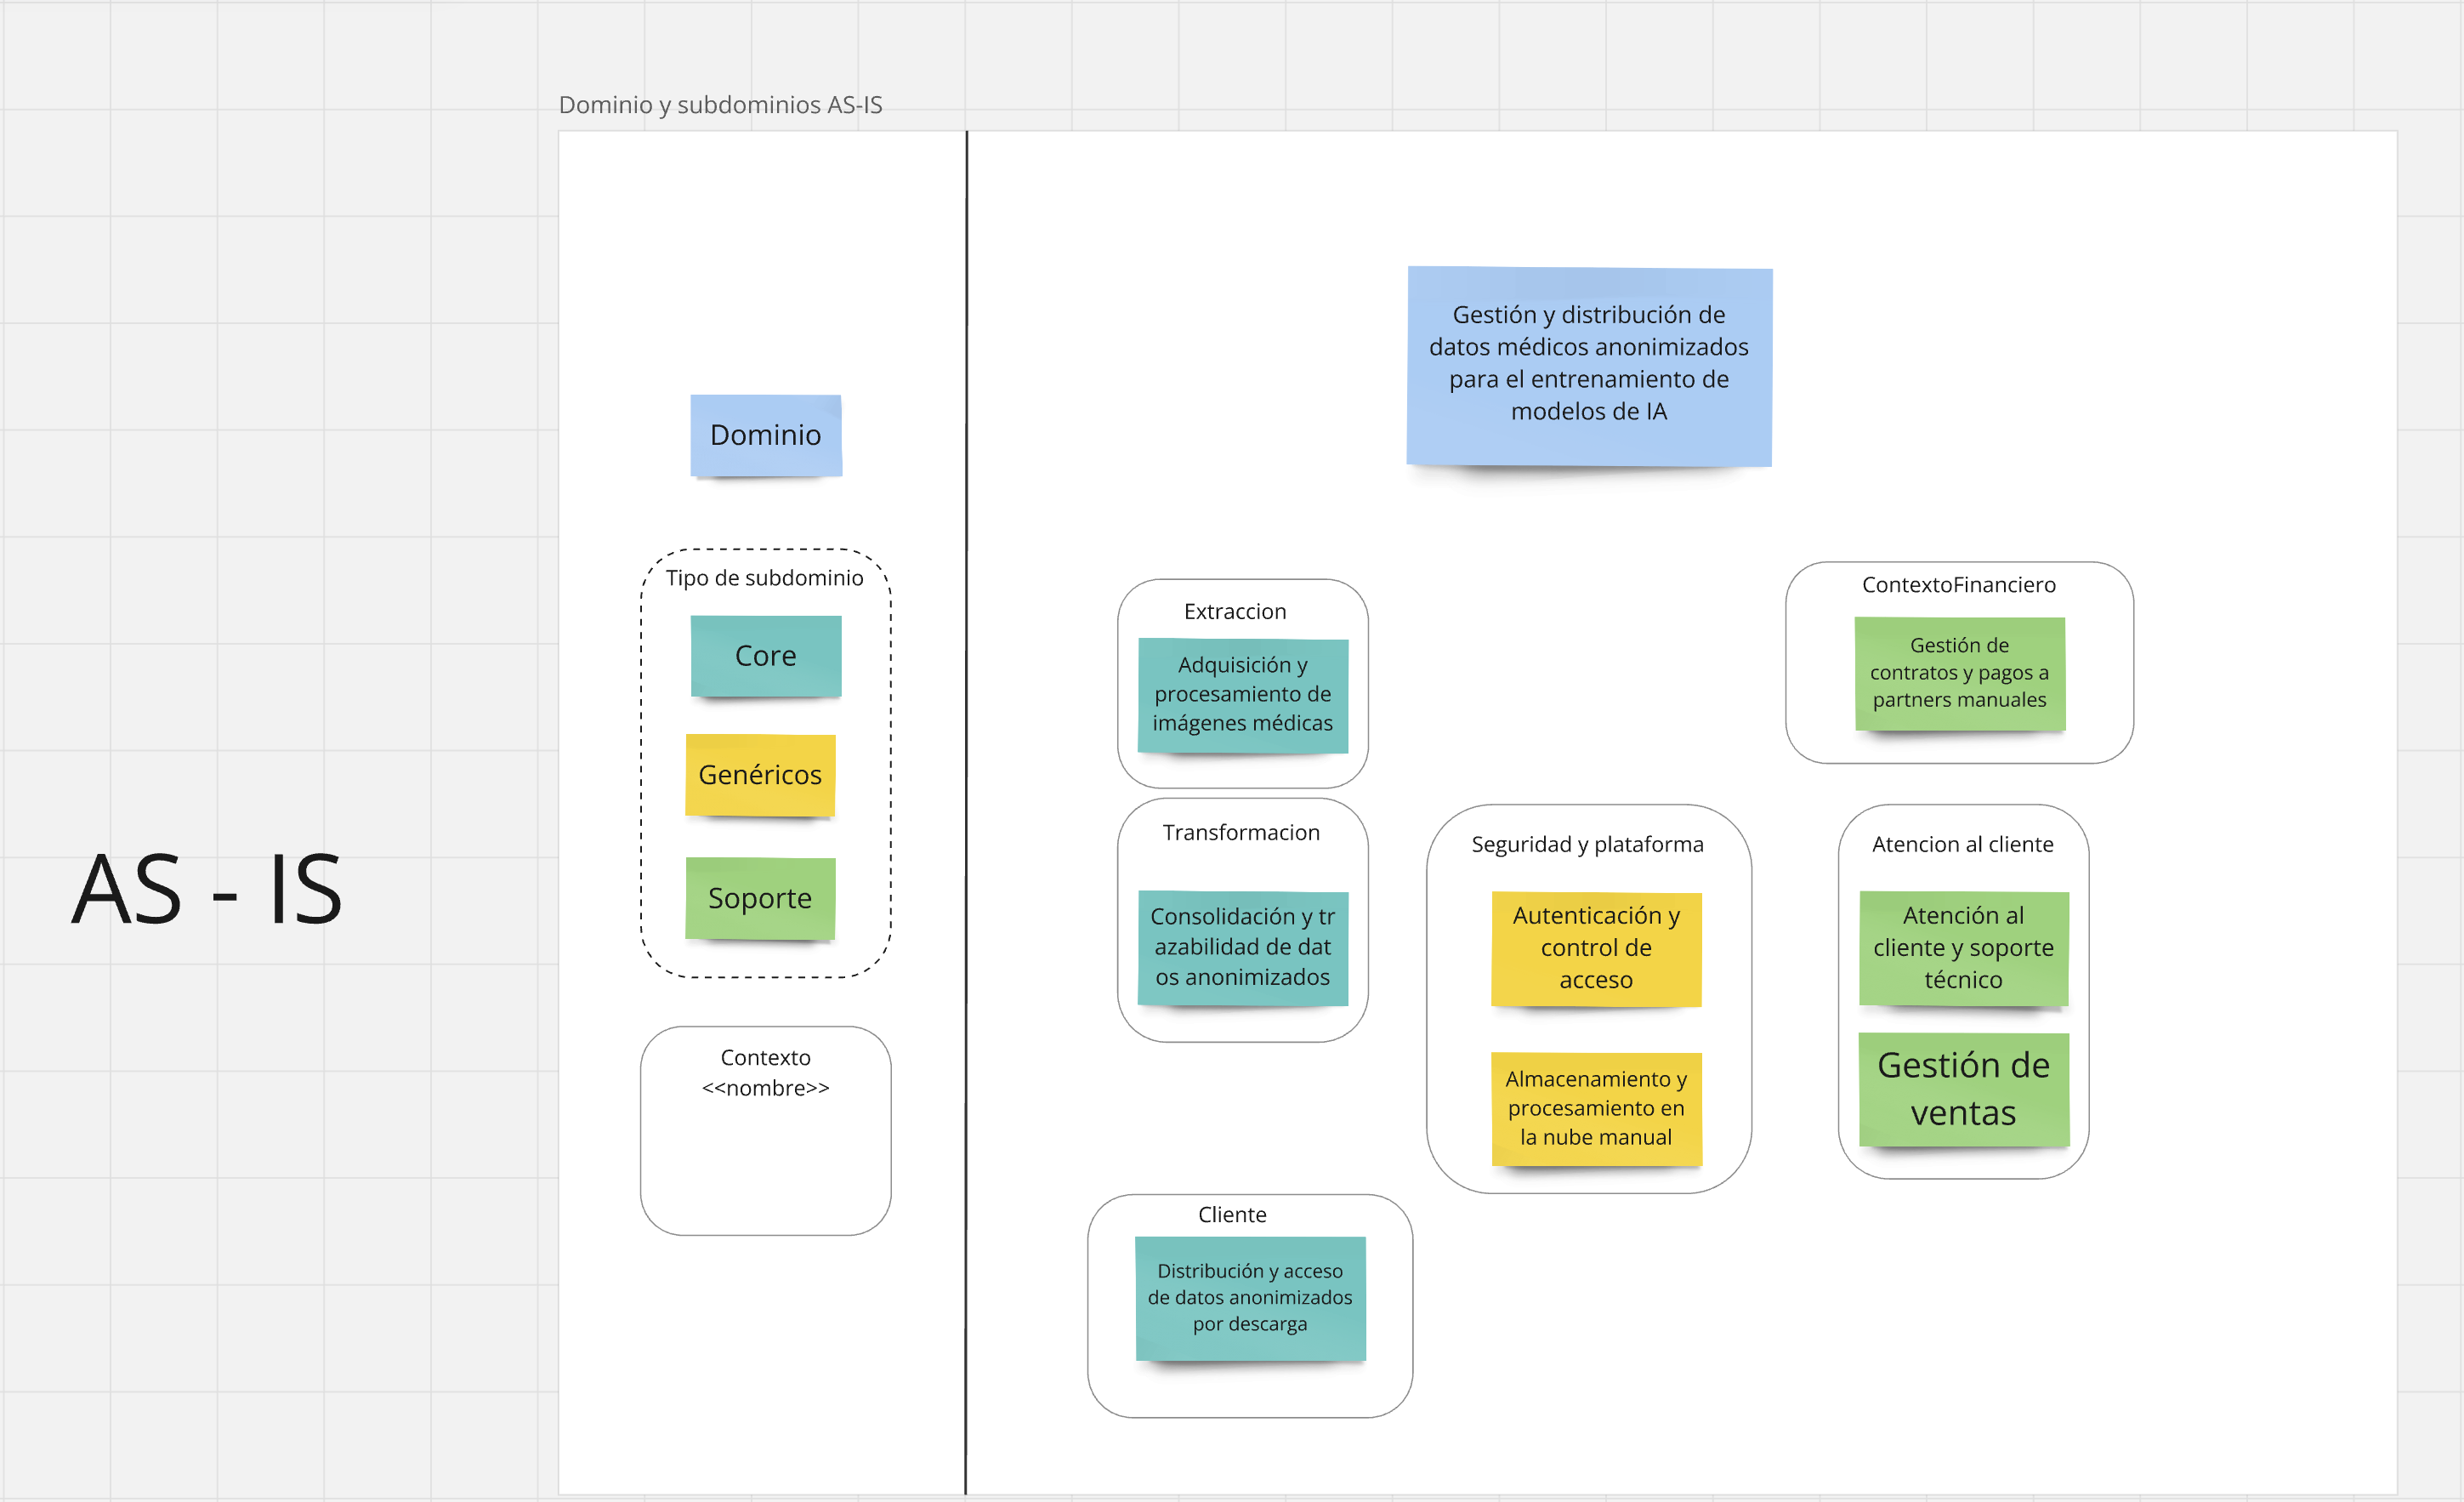 Dominio y subdominios AS-IS
AS - IS
Dominio
Tipo de subdominio
Core
Genéricos
Soporte
Contexto
<<nombre>>
Gestión y distribución de
datos médicos anonimizados
para el entrenamiento de
modelos de IA
Extraccion
Adquisición y
procesamiento de
imágenes médicas
Transformacion
Consolidación y tr
azabilidad de dat
os anonimizados
Cliente
Distribución y acceso
de datos anonimizados
por descarga
Seguridad y plataforma
Autenticación y
control de
acceso
Almacenamiento y
procesamiento en
la nube manual
ContextoFinanciero
Gestión de
contratos y pagos a
partners manuales
Atencion al cliente
Atención al
cliente y soporte
técnico
Gestión de
ventas